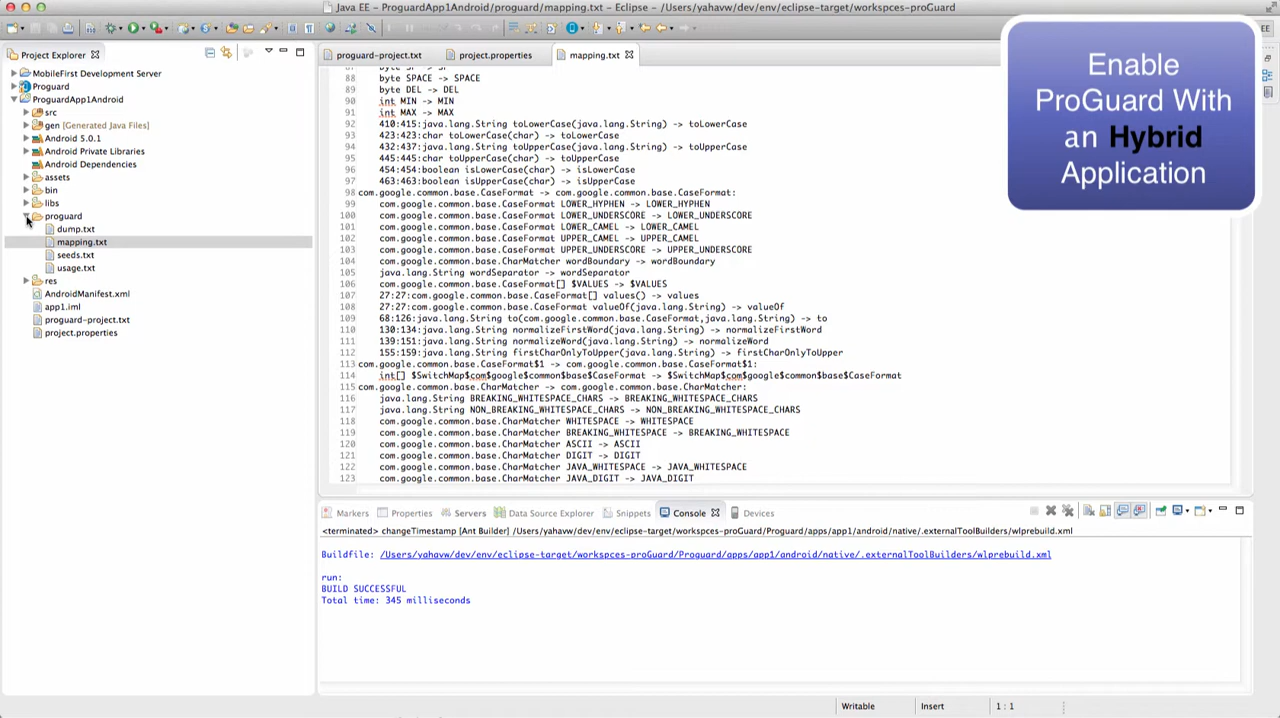 Java EE - ProguardApp1Android/proguard/mapping.txt - Eclipse - /Users/yahavw/dev/env/eclipse-target/workspces-proGuard
Project Explorer
MobileFirst Development Server
Proguard
ProguardApp1Android
src
gen [Generated Java Files]
Android 5.0.1
Android Private Libraries
Android Dependencies
assets
bin
libs
proguard
dump.txt
mapping.txt
seeds.txt
usage.txt
res
AndroidManifest.xml
app1.iml
proguard-project.txt
project.properties
proguard-project.txt project.properties mapping.txt
88 byte SPACE -> SPACE
89 byte DEL -> DEL
90 int MIN -> MIN
91 int MAX -> MAX
92 410:415:java.lang.String toLowerCase(java.lang.String) -> toLowerCase
93 423:423:char toLowerCase(char) -> toLowerCase
94 432:437:java.lang.String toUpperCase(java.lang.String) -> toUpperCase
95 445:445:char toUpperCase(char) -> toUpperCase
96 454:454:boolean isLowerCase(char) -> isLowerCase
97 463:463:boolean isUpperCase(char) -> isUpperCase
98 com.google.common.base.CaseFormat -> com.google.common.base.CaseFormat:
99 com.google.common.base.CaseFormat LOWER_HYPHEN -> LOWER_HYPHEN
100 com.google.common.base.CaseFormat LOWER_UNDERSCORE -> LOWER_UNDERSCORE
101 com.google.common.base.CaseFormat LOWER_CAMEL -> LOWER_CAMEL
102 com.google.common.base.CaseFormat UPPER_CAMEL -> UPPER_CAMEL
103 com.google.common.base.CaseFormat UPPER_UNDERSCORE -> UPPER_UNDERSCORE
104 com.google.common.base.CharMatcher wordBoundary -> wordBoundary
105 java.lang.String wordSeparator -> wordSeparator
106 com.google.common.base.CaseFormat[] $VALUES -> $VALUES
107 27:27:com.google.common.base.CaseFormat[] values() -> values
108 27:27:com.google.common.base.CaseFormat valueOf(java.lang.String) -> valueOf
109 68:126:java.lang.String to(com.google.common.base.CaseFormat,java.lang.String) -> to
110 130:134:java.lang.String normalizeFirstWord(java.lang.String) -> normalizeFirstWord
111 139:151:java.lang.String normalizeWord(java.lang.String) -> normalizeWord
112 155:159:java.lang.String firstCharOnlyToUpper(java.lang.String) -> firstCharOnlyToUpper
113 com.google.common.base.CaseFormat$1 -> com.google.common.base.CaseFormat$1:
114 int[] $SwitchMap$com$google$common$base$CaseFormat -> $SwitchMap$com$google$common$base$CaseFormat
115 com.google.common.base.CharMatcher -> com.google.common.base.CharMatcher:
116 java.lang.String BREAKING_WHITESPACE_CHARS -> BREAKING_WHITESPACE_CHARS
117 java.lang.String NON_BREAKING_WHITESPACE_CHARS -> NON_BREAKING_WHITESPACE_CHARS
118 com.google.common.base.CharMatcher WHITESPACE -> WHITESPACE
119 com.google.common.base.CharMatcher BREAKING_WHITESPACE -> BREAKING_WHITESPACE
120 com.google.common.base.CharMatcher ASCII -> ASCII
121 com.google.common.base.CharMatcher DIGIT -> DIGIT
122 com.google.common.base.CharMatcher JAVA_WHITESPACE -> JAVA_WHITESPACE
123 com.google.common.base.CharMatcher JAVA_DIGIT -> JAVA_DIGIT
Enable
ProGuard With
an Hybrid
Application
EE
Markers Properties Servers Data Source Explorer Snippets Console Devices
<terminated> changeTimestamp [Ant Builder] /Users/yahavw/dev/env/eclipse-target/workspces-proGuard/Proguard/apps/app1/android/native/.externalToolBuilders/wlprebuild.xml
Buildfile: /Users/yahavw/dev/env/eclipse-target/workspces-proGuard/Proguard/apps/app1/android/native/.externalToolBuilders/wlprebuild.xml
run:
BUILD SUCCESSFUL
Total time: 345 milliseconds
Writable Insert 1 : 1